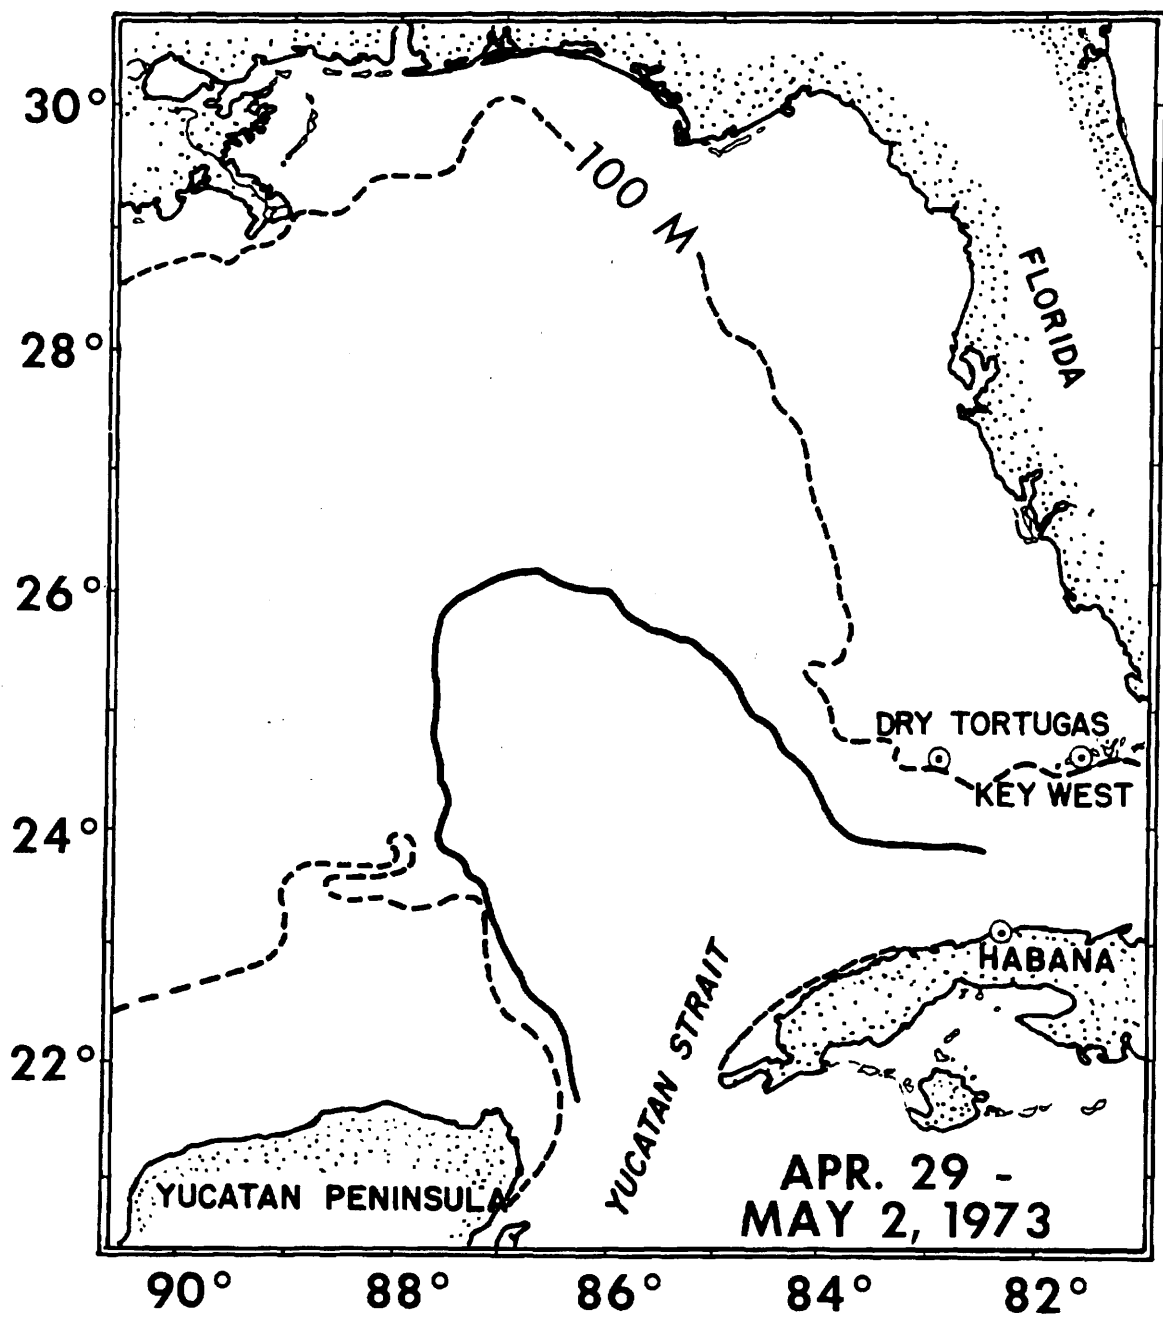 30°
28°
26°
24°
22°
100 M
FLORIDA
DRY TORTUGAS
KEY WEST
HABANA
YUCATAN STRAIT
YUCATAN PENINSULA
APR. 29 -
MAY 2, 1973
90° 88° 86° 84° 82°